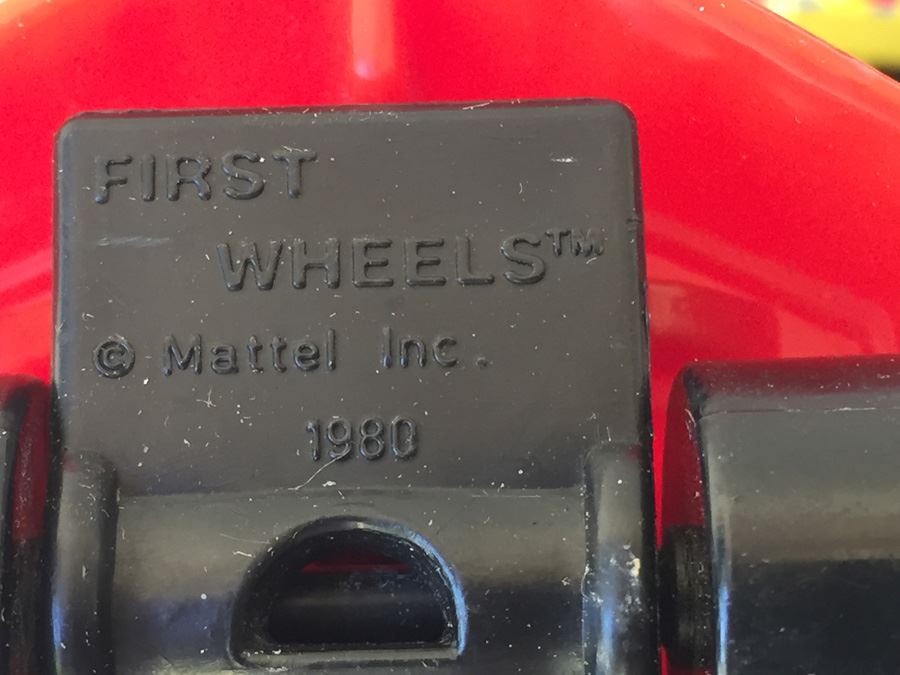 FIRST
WHEELS™
© Mattel Inc.
1980